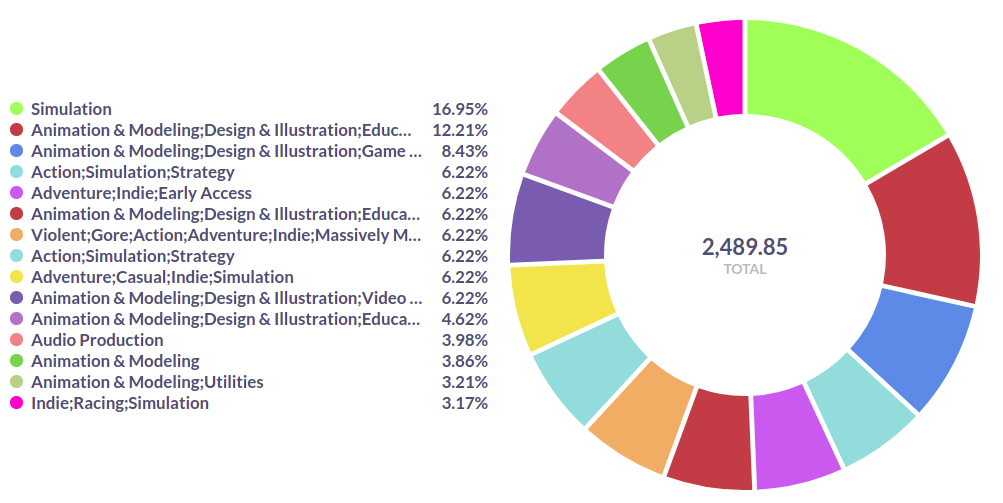 Simulation 16.95%
Animation & Modeling;Design & Illustration;Educ... 12.21%
Animation & Modeling;Design & Illustration;Game ... 8.43%
Action;Simulation;Strategy 6.22%
Adventure;Indie;Early Access 6.22%
Animation & Modeling;Design & Illustration;Educa... 6.22%
Violent;Gore;Action;Adventure;Indie;Massively M... 6.22%
Action;Simulation;Strategy 6.22%
Adventure;Casual;Indie;Simulation 6.22%
Animation & Modeling;Design & Illustration;Video ... 6.22%
Animation & Modeling;Design & Illustration;Educa... 4.62%
Audio Production 3.98%
Animation & Modeling 3.86%
Animation & Modeling;Utilities 3.21%
Indie;Racing;Simulation 3.17%
2,489.85
TOTAL